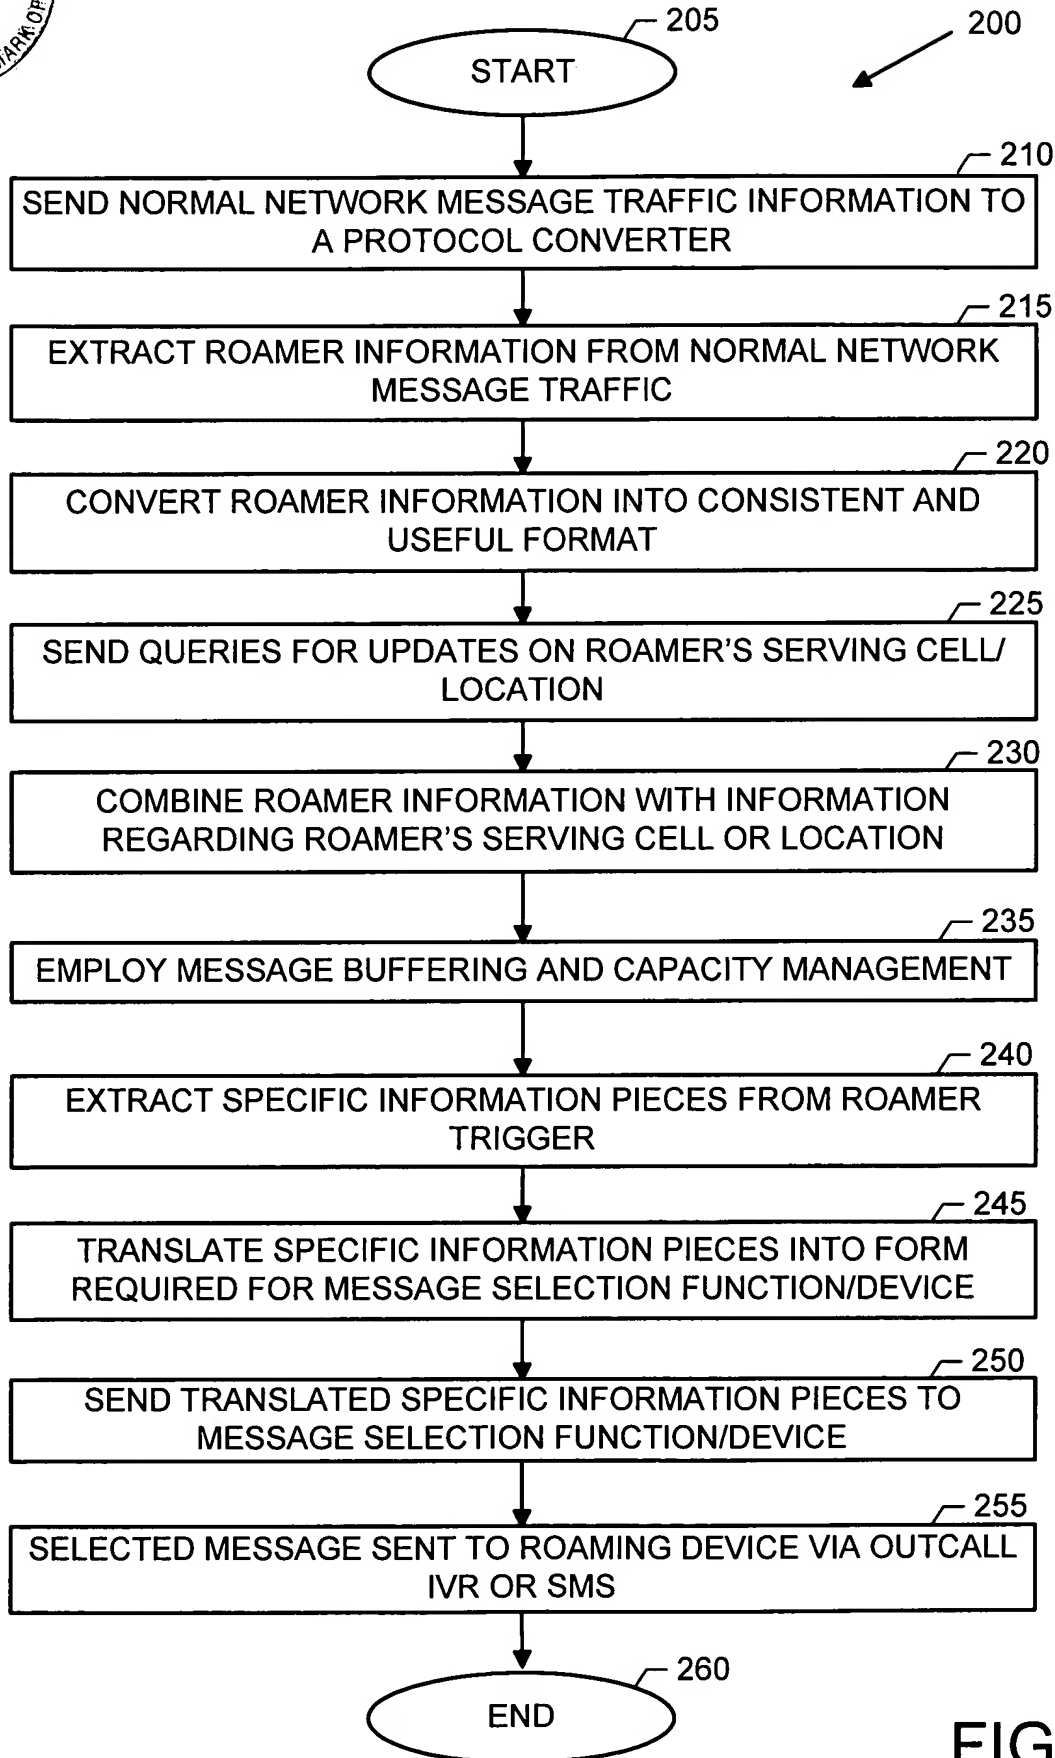 205
200
START
210
SEND NORMAL NETWORK MESSAGE TRAFFIC INFORMATION TO
A PROTOCOL CONVERTER
215
EXTRACT ROAMER INFORMATION FROM NORMAL NETWORK
MESSAGE TRAFFIC
220
CONVERT ROAMER INFORMATION INTO CONSISTENT AND
USEFUL FORMAT
225
SEND QUERIES FOR UPDATES ON ROAMER'S SERVING CELL/
LOCATION
230
COMBINE ROAMER INFORMATION WITH INFORMATION
REGARDING ROAMER'S SERVING CELL OR LOCATION
235
EMPLOY MESSAGE BUFFERING AND CAPACITY MANAGEMENT
240
EXTRACT SPECIFIC INFORMATION PIECES FROM ROAMER
TRIGGER
245
TRANSLATE SPECIFIC INFORMATION PIECES INTO FORM
REQUIRED FOR MESSAGE SELECTION FUNCTION/DEVICE
250
SEND TRANSLATED SPECIFIC INFORMATION PIECES TO
MESSAGE SELECTION FUNCTION/DEVICE
255
SELECTED MESSAGE SENT TO ROAMING DEVICE VIA OUTCALL
IVR OR SMS
260
END
FIG